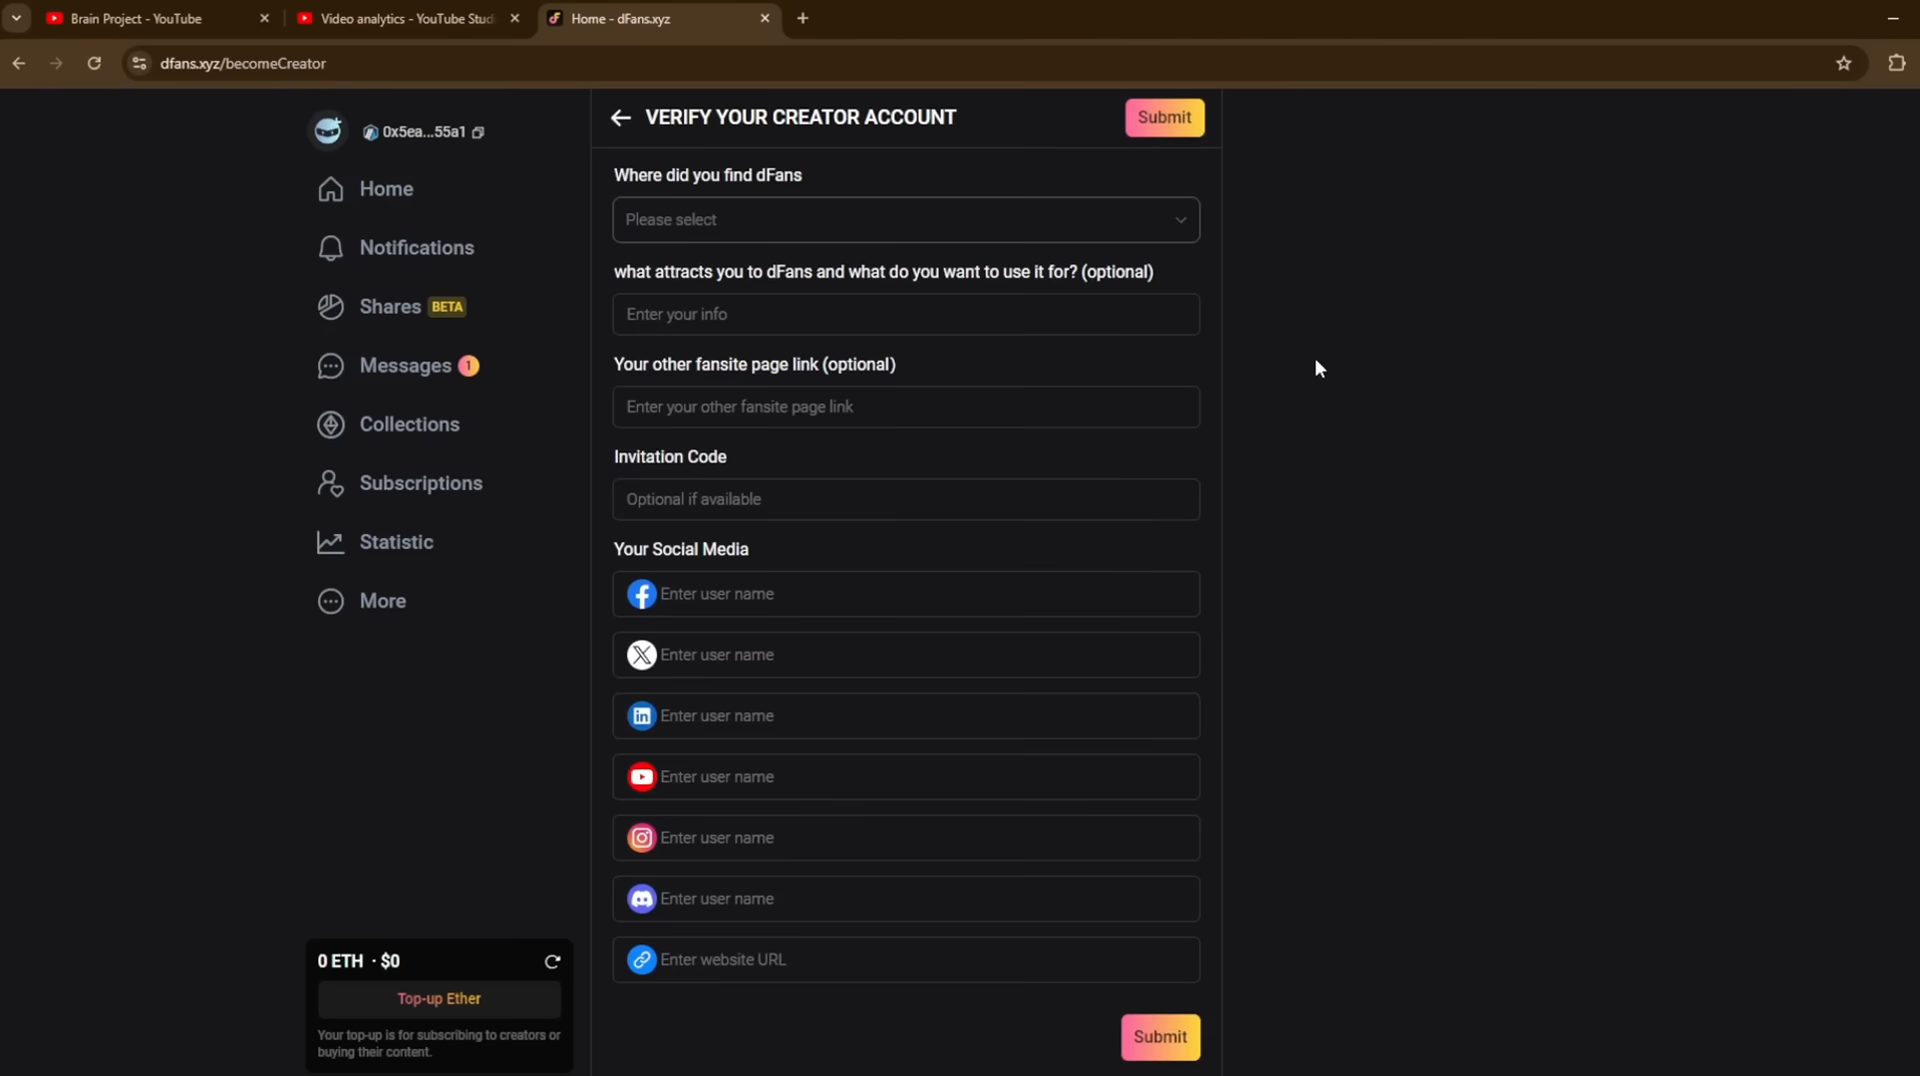 Brain Project - YouTube
Video analytics - YouTube Stud
Home - dFans.xyz
dfans.xyz/becomeCreator
0x5ea...55a1
Home
Notifications
Shares BETA
Messages 1
Collections
Subscriptions
Statistic
More
0 ETH · $0
Top-up Ether
Your top-up is for subscribing to creators or
buying their content.
VERIFY YOUR CREATOR ACCOUNT
Submit
Where did you find dFans
Please select
what attracts you to dFans and what do you want to use it for? (optional)
Enter your info
Your other fansite page link (optional)
Enter your other fansite page link
Invitation Code
Optional if available
Your Social Media
Enter user name
Enter user name
Enter user name
Enter user name
Enter user name
Enter user name
Enter website URL
Submit